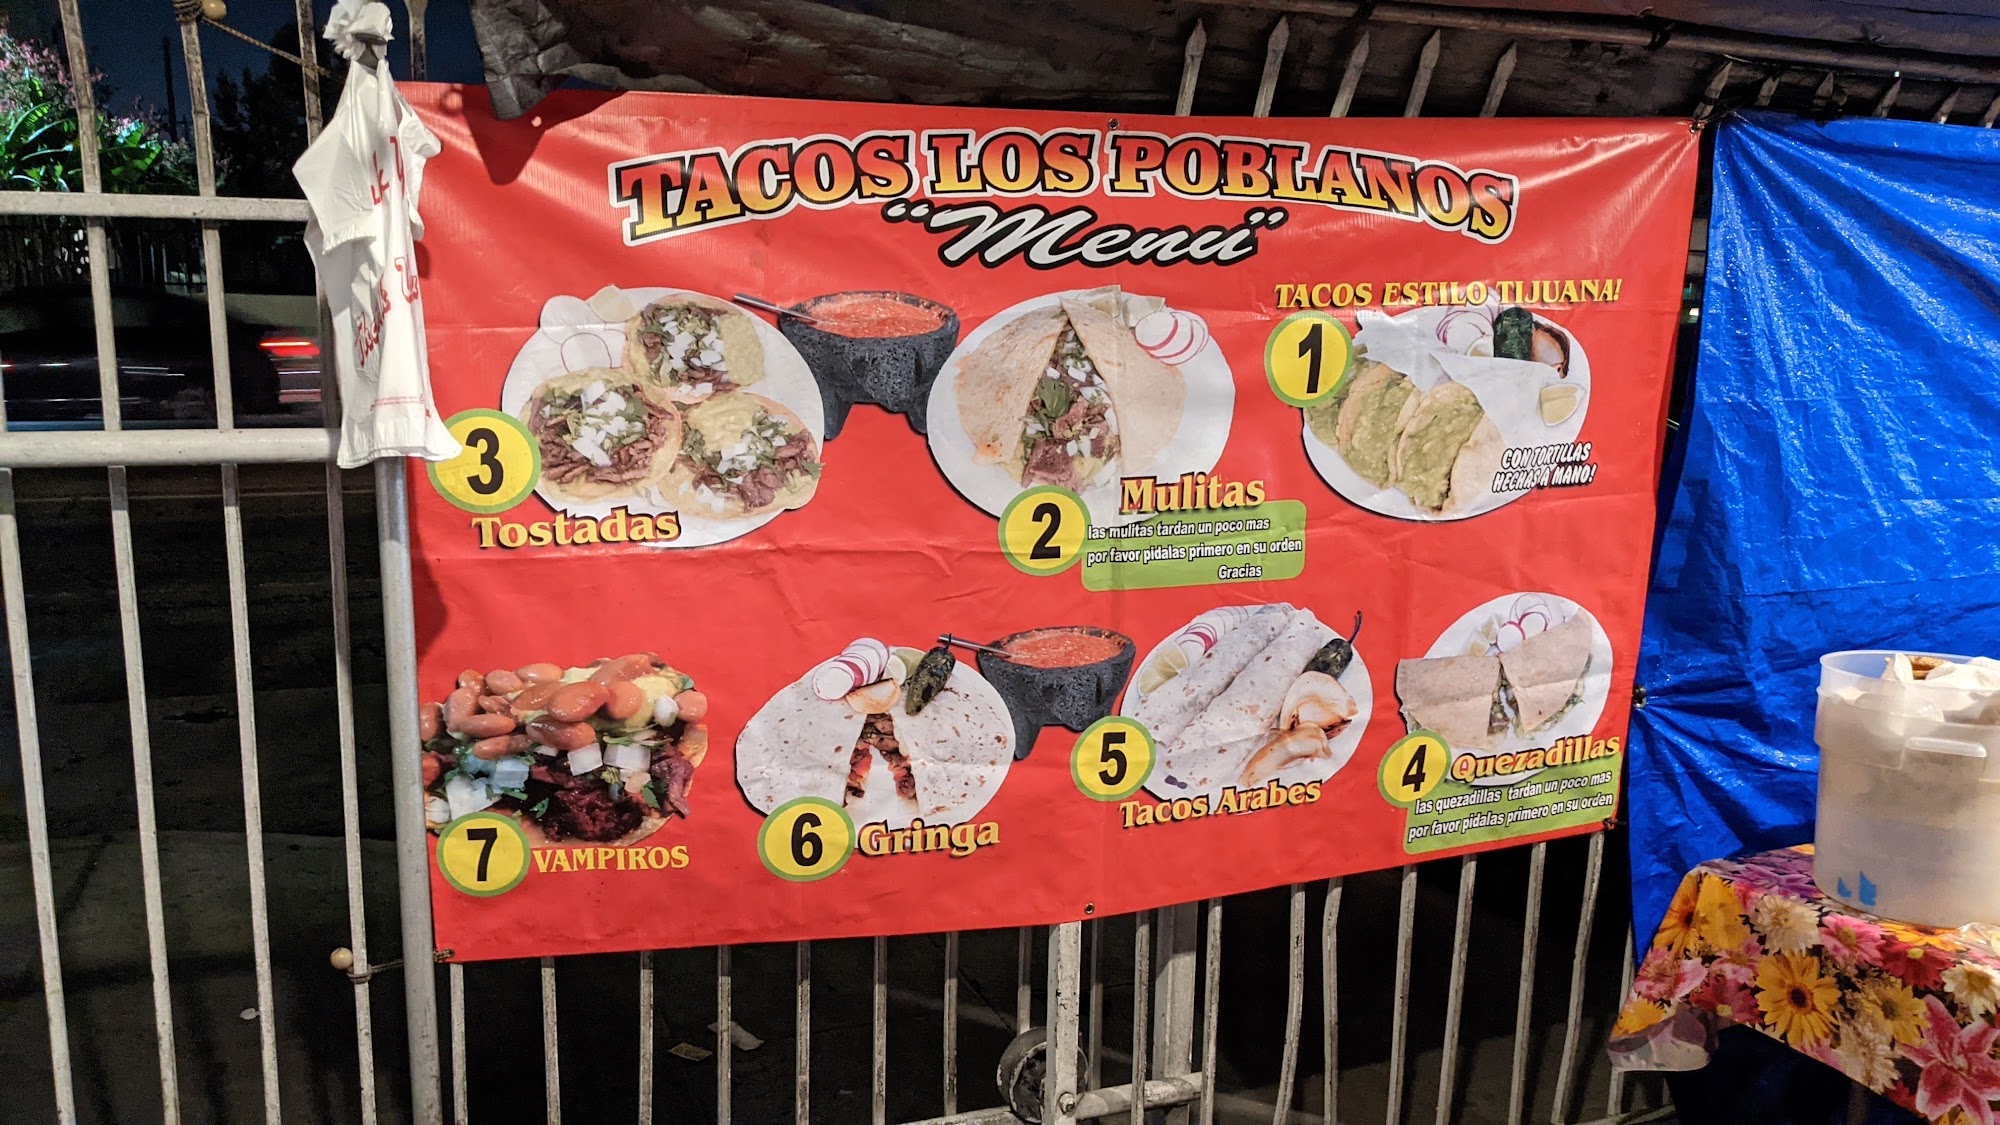 TACOS LOS POBLANOS
"Menu"
TACOS ESTILO TIJUANA!
1
CON TORTILLAS
HECHAS A MANO!
2
Mulitas
las mulitas tardan un poco mas
por favor pidalas primero en su orden
Gracias
3
Tostadas
4
Quezadillas
las quezadillas tardan un poco mas
por favor pidalas primero en su orden
5
Tacos Arabes
6
Gringa
7
VAMPIROS